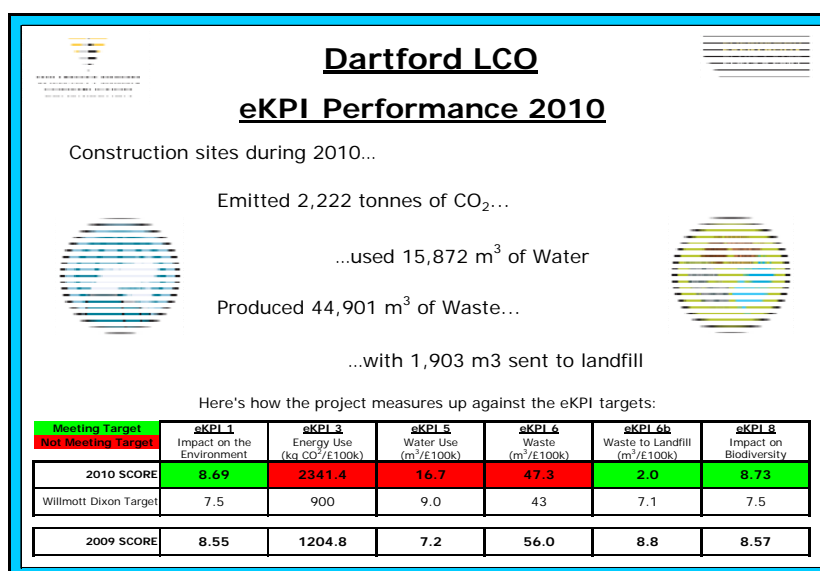 Dartford LCO
eKPI Performance 2010
Construction sites during 2010...
Emitted 2,222 tonnes of CO₂...
...used 15,872 m³ of Water
Produced 44,901 m³ of Waste...
...with 1,903 m3 sent to landfill
Here's how the project measures up against the eKPI targets:
Meeting Target
Not Meeting Target
eKPI 1 Impact on the Environment
eKPI 3 Energy Use (kg CO²/£100k)
eKPI 5 Water Use (m³/£100k)
eKPI 6 Waste (m³/£100k)
eKPI 6b Waste to Landfill (m³/£100k)
eKPI 8 Impact on Biodiversity
2010 SCORE 8.69 2341.4 16.7 47.3 2.0 8.73
Willmott Dixon Target 7.5 900 9.0 43 7.1 7.5
2009 SCORE 8.55 1204.8 7.2 56.0 8.8 8.57